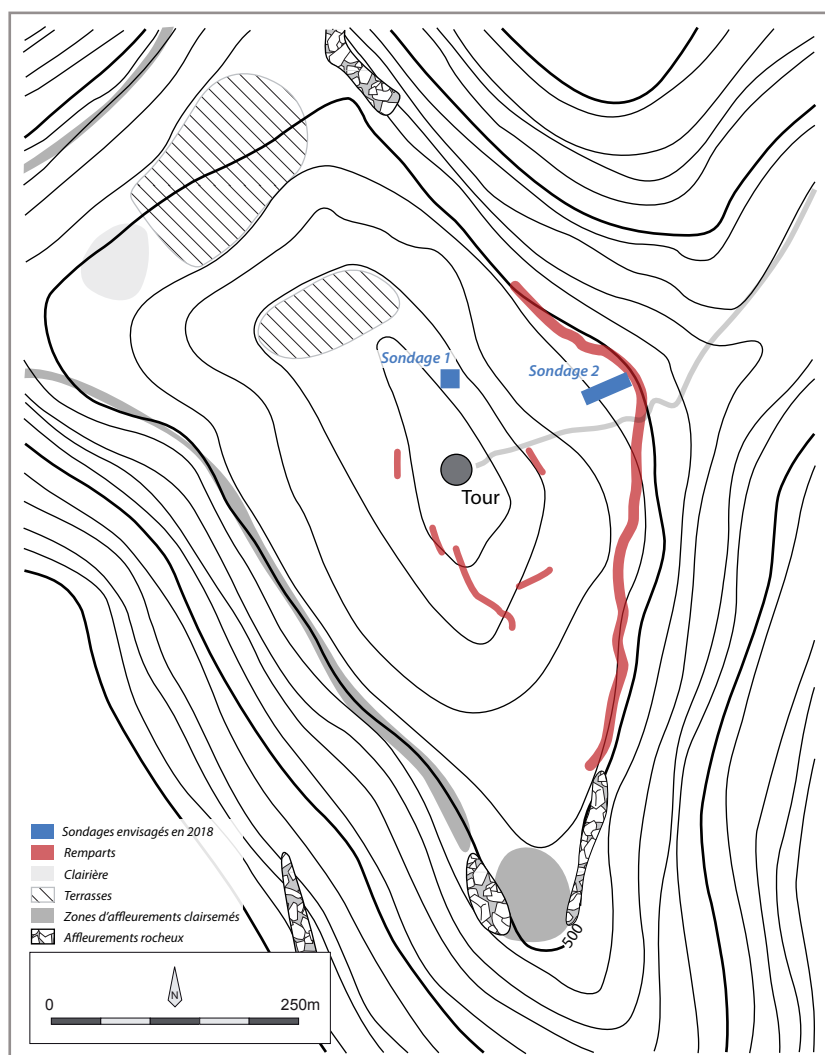 Sondage 1
Sondage 2
Tour
500
Sondages envisagés en 2018
Remparts
Clairière
Terrasses
Zones d'affleurements clairsemés
Affleurements rocheux
N
0 250m